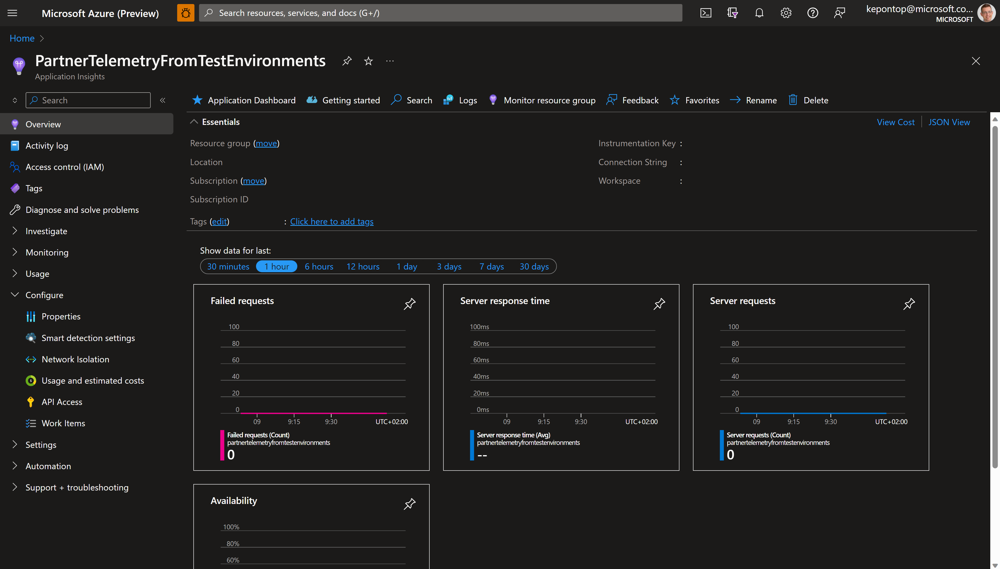 Microsoft Azure (Preview)
Search resources, services, and docs (G+/)
kepontop@microsoft.co...
MICROSOFT
Home
PartnerTelemetryFromTestEnvironments
Application Insights
Search
Overview
Activity log
Access control (IAM)
Tags
Diagnose and solve problems
Investigate
Monitoring
Usage
Configure
Properties
Smart detection settings
Network Isolation
Usage and estimated costs
API Access
Work Items
Settings
Automation
Support + troubleshooting
Application Dashboard Getting started Search Logs Monitor resource group Feedback Favorites Rename Delete
Essentials
View Cost JSON View
Resource group (move)
Location
Subscription (move)
Subscription ID
Tags (edit) : Click here to add tags
Instrumentation Key :
Connection String :
Workspace :
Show data for last:
30 minutes 1 hour 6 hours 12 hours 1 day 3 days 7 days 30 days
Failed requests
100
80
60
40
20
0
09 9:15 9:30 UTC+02:00
Failed requests (Count)
partnertelemetryfromtestenvironments
0
Server response time
100ms
80ms
60ms
40ms
20ms
0ms
09 9:15 9:30 UTC+02:00
Server response time (Avg)
partnertelemetryfromtestenvironments
--
Server requests
100
80
60
40
20
0
09 9:15 9:30 UTC+02:00
Server requests (Count)
partnertelemetryfromtestenvironments
0
Availability
100%
80%
60%